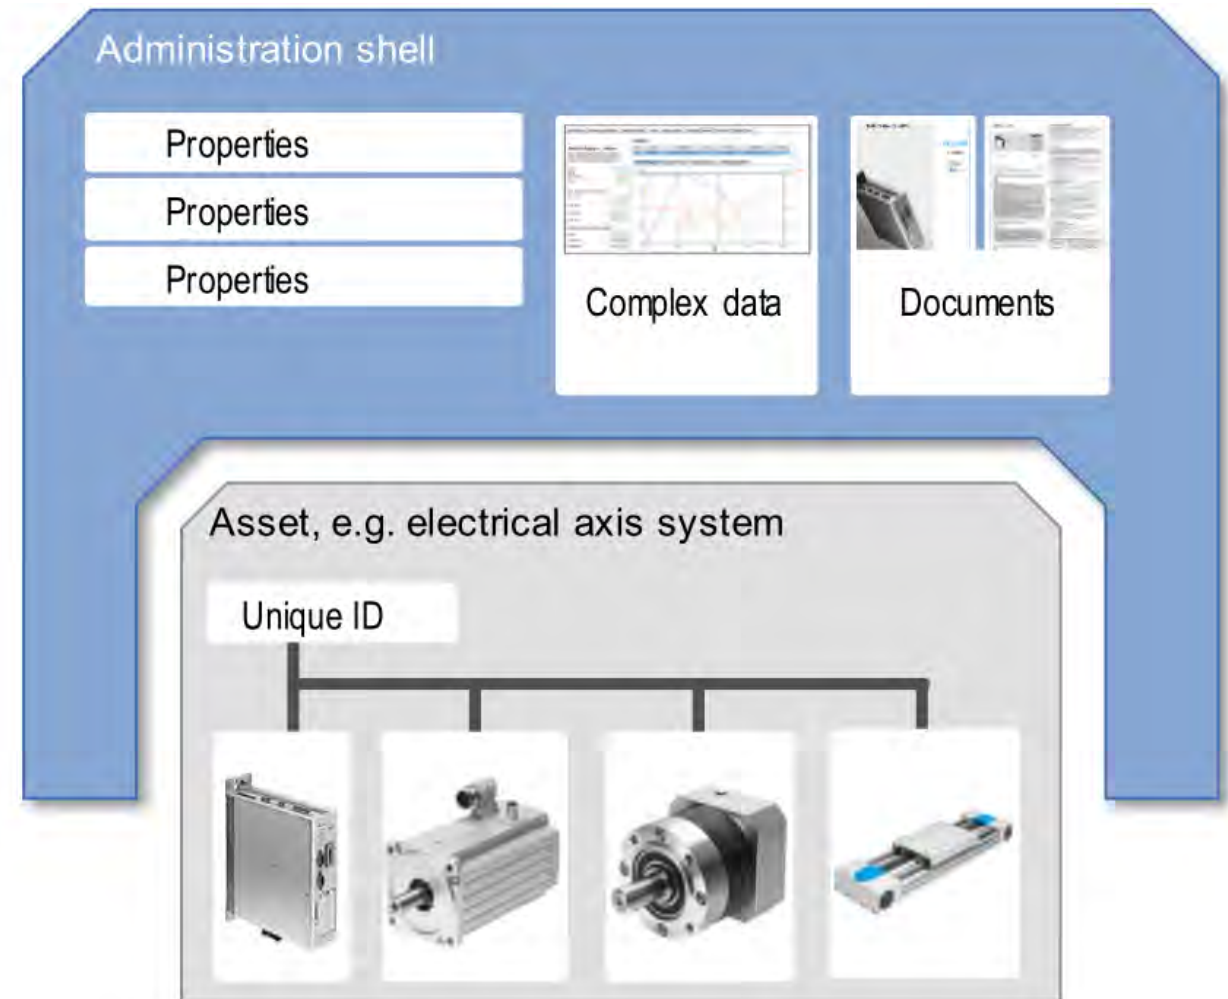 Administration shell
Properties
Properties
Properties
Complex data
Documents
Asset, e.g. electrical axis system
Unique ID